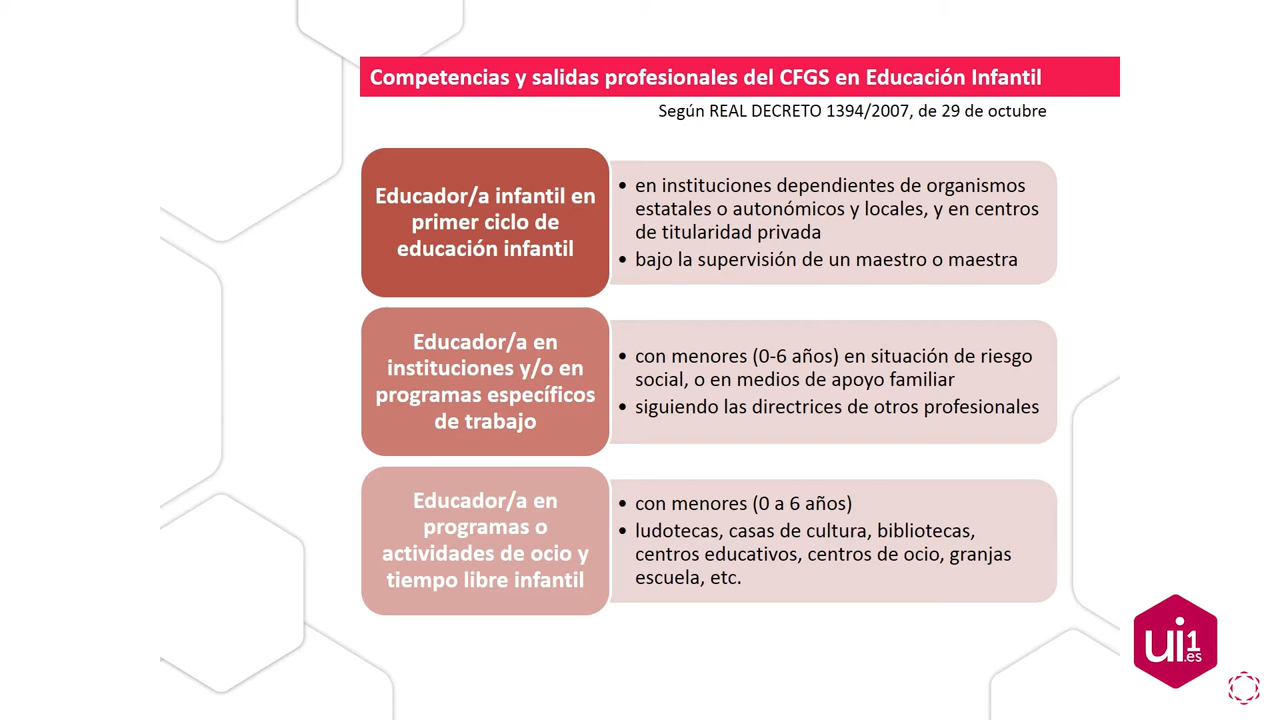 Competencias y salidas profesionales del CFGS en Educación Infantil
Según REAL DECRETO 1394/2007, de 29 de octubre
Educador/a infantil en
primer ciclo de
educación infantil
• en instituciones dependientes de organismos
estatales o autonómicos y locales, y en centros
de titularidad privada
• bajo la supervisión de un maestro o maestra
Educador/a en
instituciones y/o en
programas específicos
de trabajo
• con menores (0-6 años) en situación de riesgo
social, o en medios de apoyo familiar
• siguiendo las directrices de otros profesionales
Educador/a en
programas o
actividades de ocio y
tiempo libre infantil
• con menores (0 a 6 años)
• ludotecas, casas de cultura, bibliotecas,
centros educativos, centros de ocio, granjas
escuela, etc.
ui1
.es